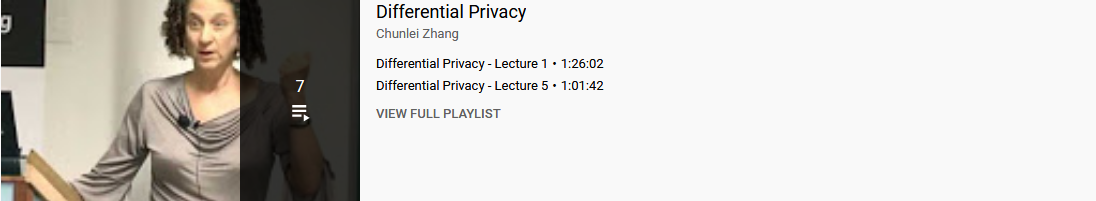 g
7
Differential Privacy
Chunlei Zhang
Differential Privacy - Lecture 1 • 1:26:02
Differential Privacy - Lecture 5 • 1:01:42
VIEW FULL PLAYLIST